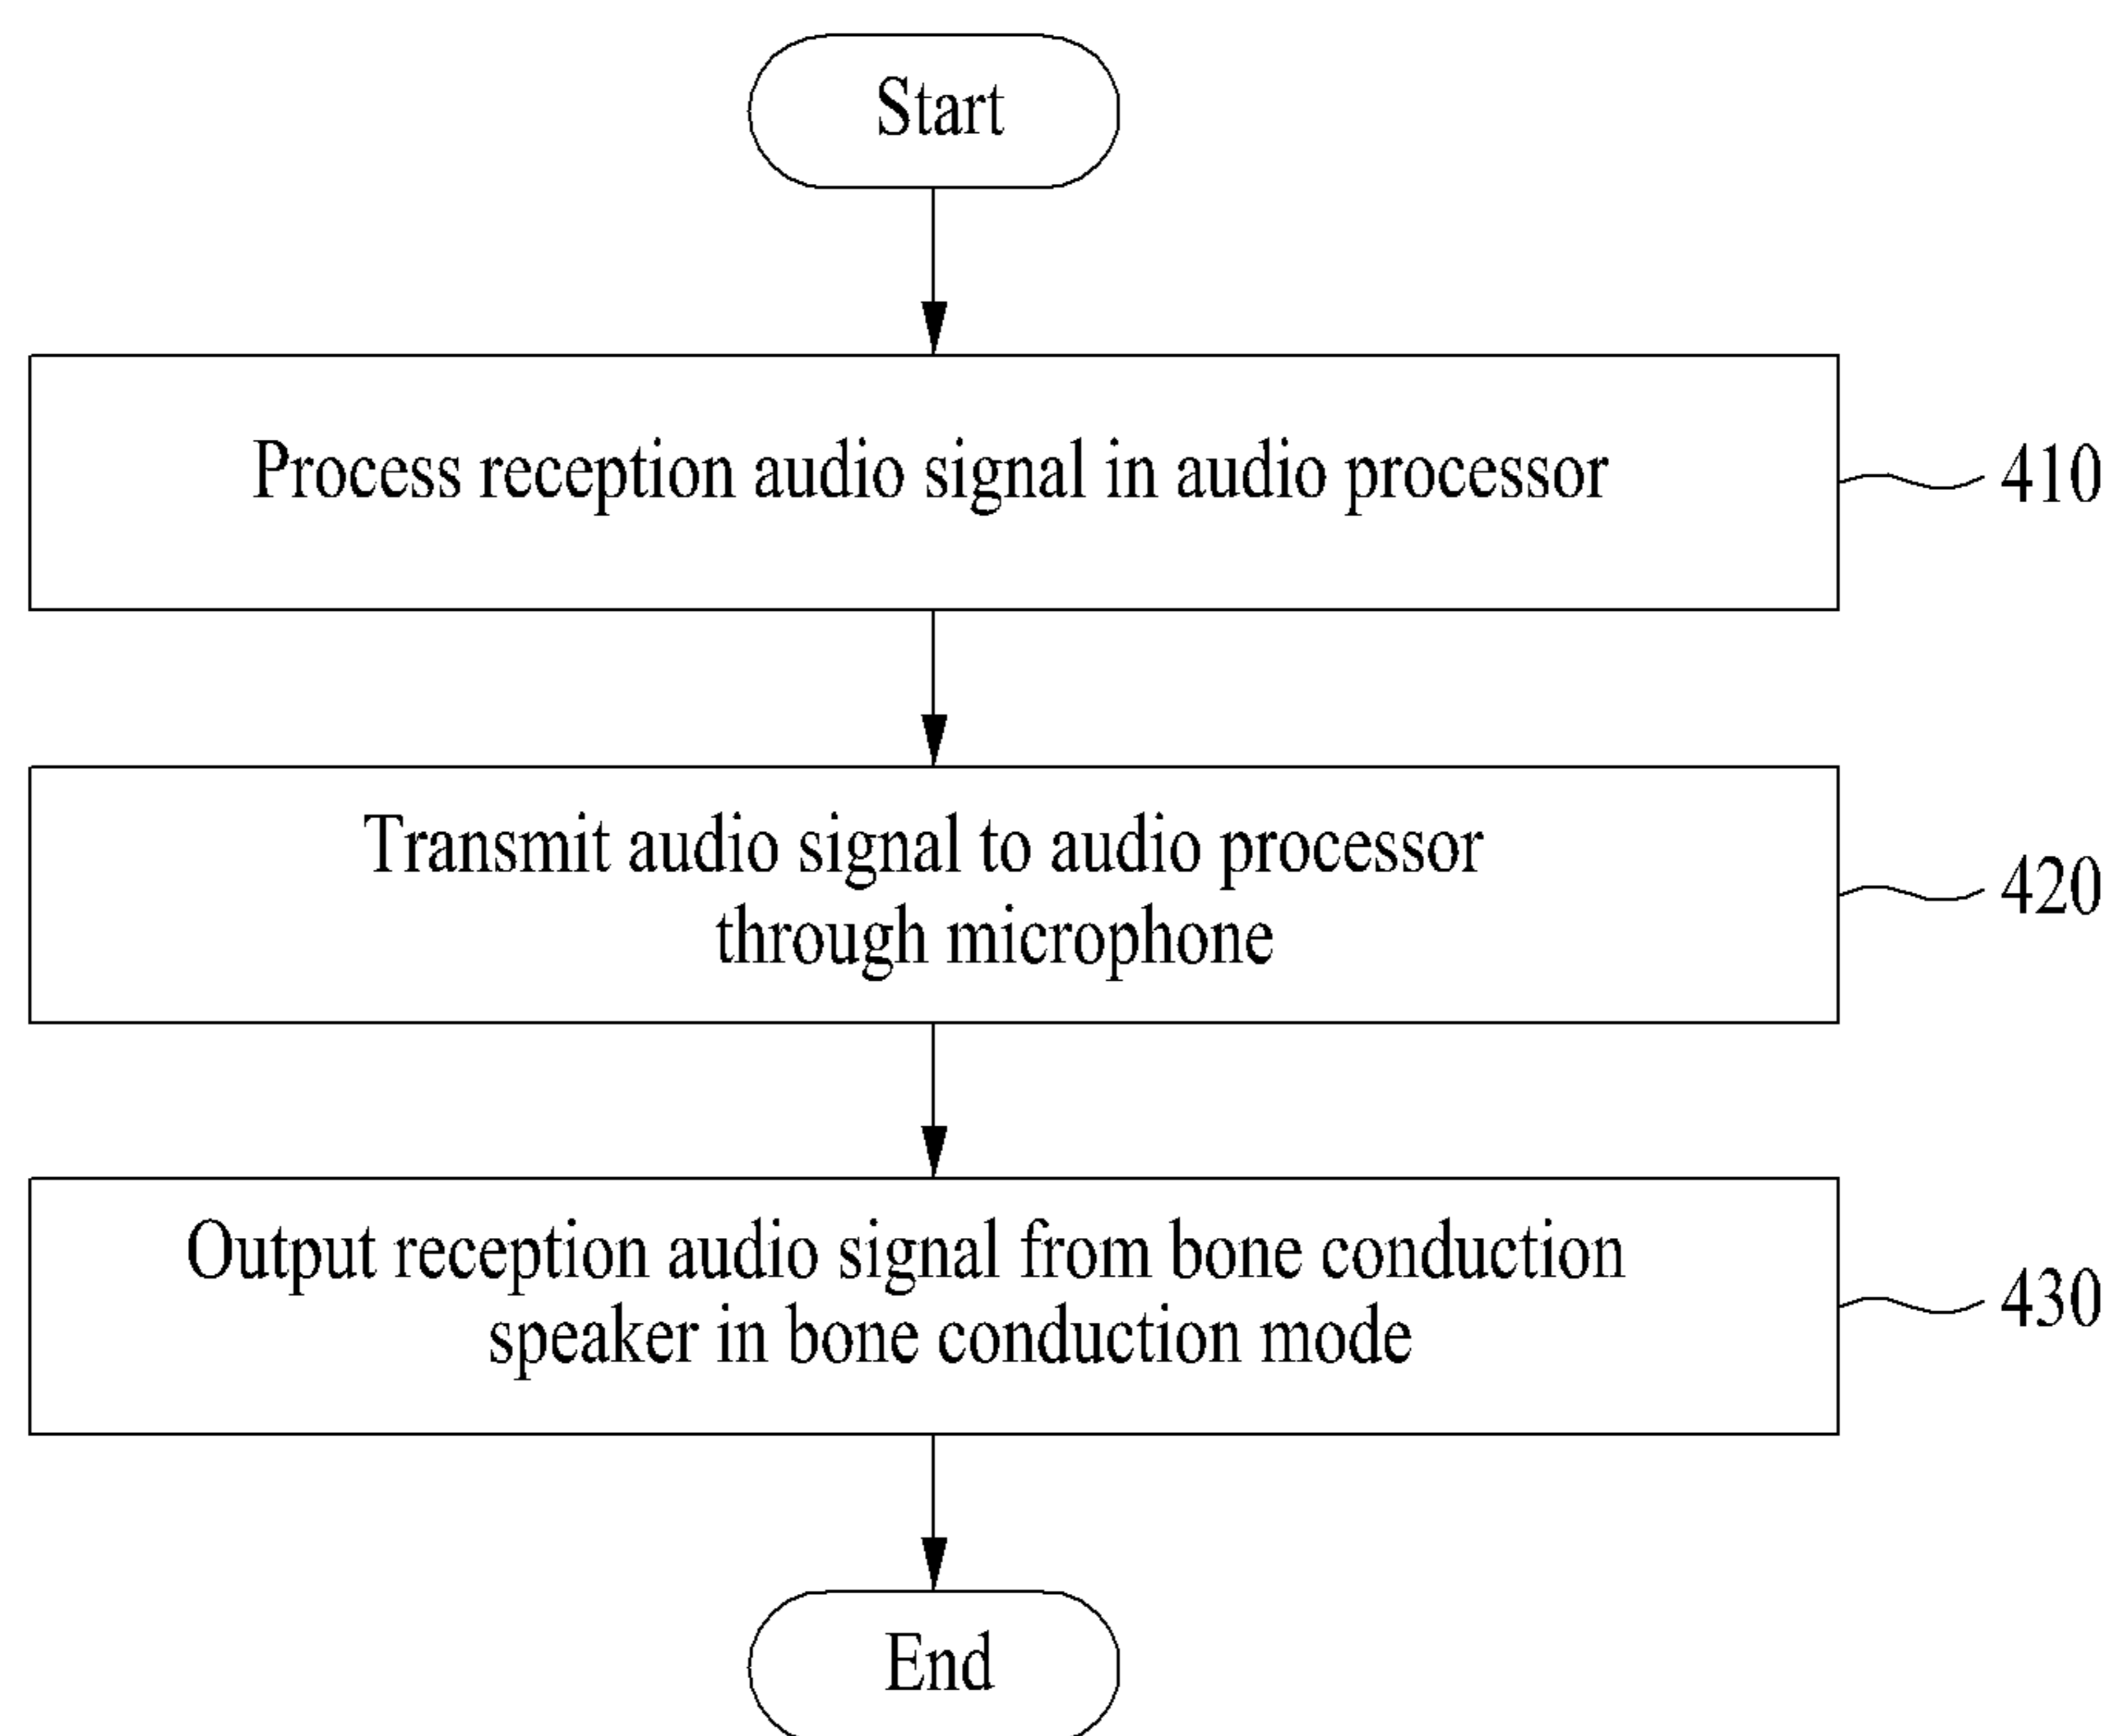 Start
Process reception audio signal in audio processor
410
Transmit audio signal to audio processor
through microphone
420
Output reception audio signal from bone conduction
speaker in bone conduction mode
430
End